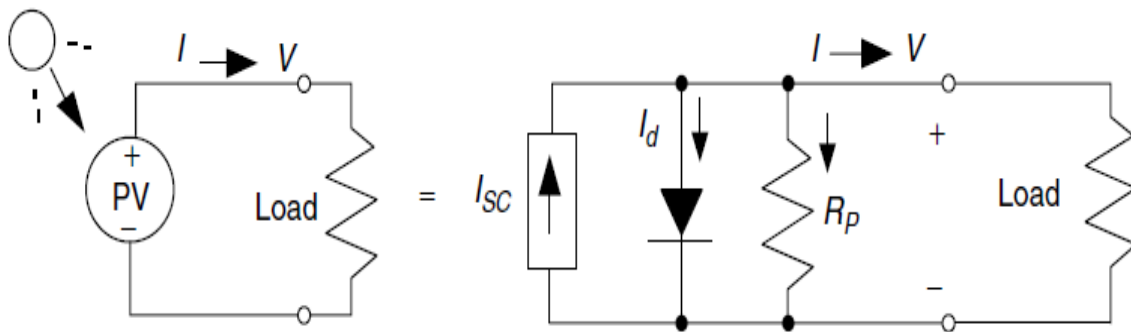 I V
+
PV
−
Load
=
I_SC
I_d
R_P
I V
+
−
Load